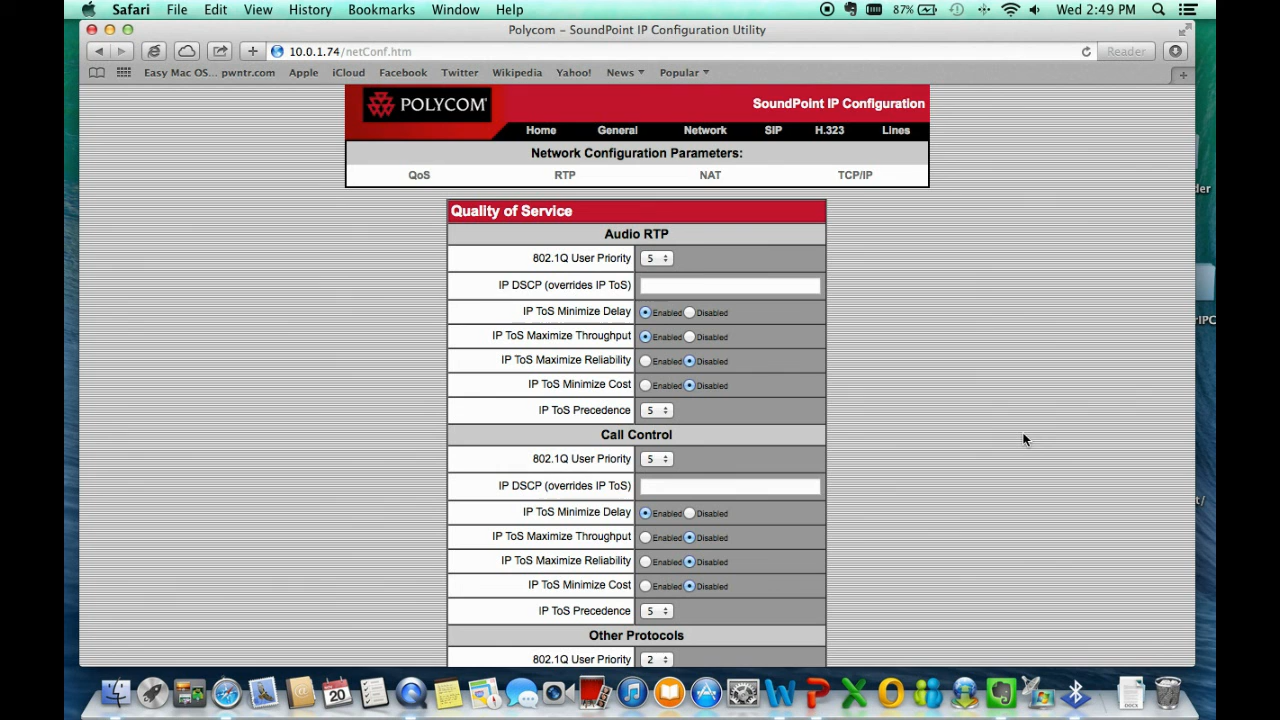 Safari File Edit View History Bookmarks Window Help 87% Wed 2:49 PM
Polycom – SoundPoint IP Configuration Utility
10.0.1.74/netConf.htm Reader
Easy Mac OS... pwntr.com Apple iCloud Facebook Twitter Wikipedia Yahoo! News Popular
POLYCOM SoundPoint IP Configuration
Home General Network SIP H.323 Lines
Network Configuration Parameters:
QoS RTP NAT TCP/IP
Quality of Service
Audio RTP
802.1Q User Priority 5
IP DSCP (overrides IP ToS)
IP ToS Minimize Delay Enabled Disabled
IP ToS Maximize Throughput Enabled Disabled
IP ToS Maximize Reliability Enabled Disabled
IP ToS Minimize Cost Enabled Disabled
IP ToS Precedence 5
Call Control
802.1Q User Priority 5
IP DSCP (overrides IP ToS)
IP ToS Minimize Delay Enabled Disabled
IP ToS Maximize Throughput Enabled Disabled
IP ToS Maximize Reliability Enabled Disabled
IP ToS Minimize Cost Enabled Disabled
IP ToS Precedence 5
Other Protocols
802.1Q User Priority 2
20